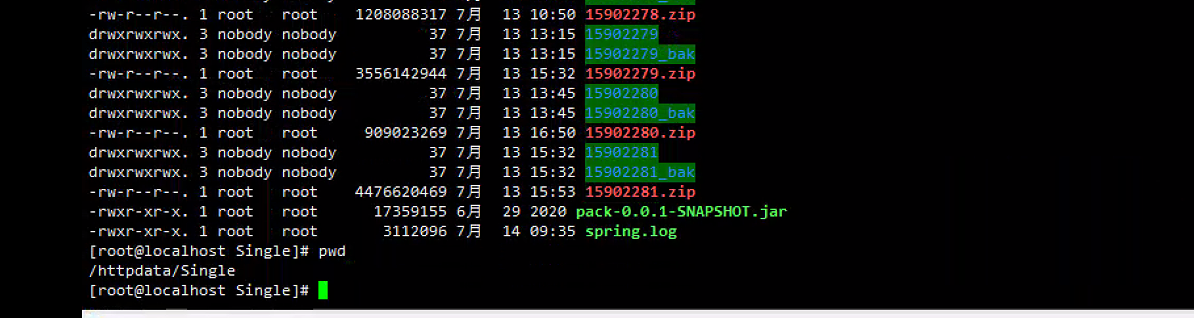 -rw-r--r--. 1 root   root   1208088317 7月  13 10:50 15902278.zip
drwxrwxrwx. 3 nobody nobody         37 7月  13 13:15 15902279
drwxrwxrwx. 3 nobody nobody         37 7月  13 13:15 15902279_bak
-rw-r--r--. 1 root   root   3556142944 7月  13 15:32 15902279.zip
drwxrwxrwx. 3 nobody nobody         37 7月  13 13:45 15902280
drwxrwxrwx. 3 nobody nobody         37 7月  13 13:45 15902280_bak
-rw-r--r--. 1 root   root    909023269 7月  13 16:50 15902280.zip
drwxrwxrwx. 3 nobody nobody         37 7月  13 15:32 15902281
drwxrwxrwx. 3 nobody nobody         37 7月  13 15:32 15902281_bak
-rw-r--r--. 1 root   root   4476620469 7月  13 15:53 15902281.zip
-rwxr-xr-x. 1 root   root     17359155 6月  29 2020 pack-0.0.1-SNAPSHOT.jar
-rwxr-xr-x. 1 root   root      3112096 7月  14 09:35 spring.log
[root@localhost Single]# pwd
/httpdata/Single
[root@localhost Single]#